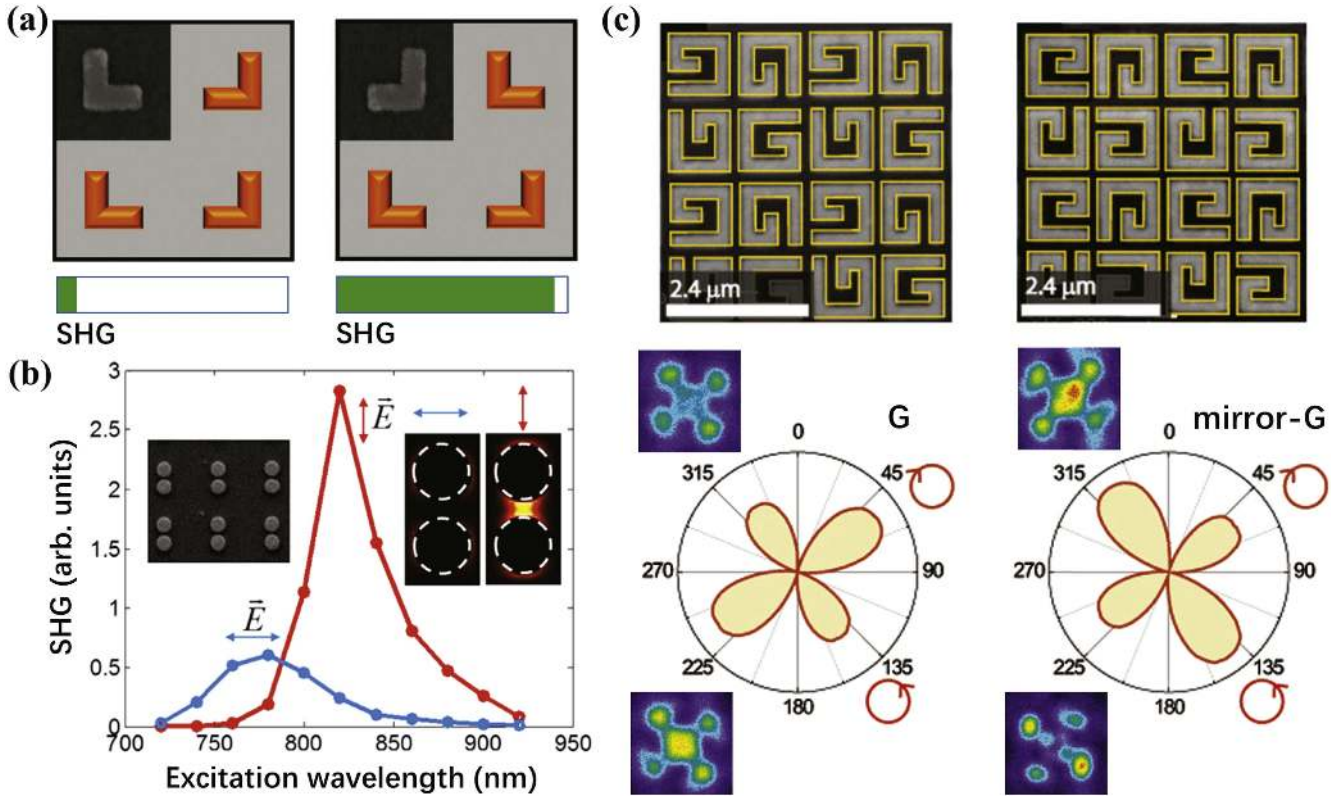 (a)
SHG
SHG
(b)
3
2.5
2
1.5
1
0.5
0
700 750 800 850 900 950
SHG (arb. units)
Excitation wavelength (nm)
E
E
(c)
2.4 μm
2.4 μm
G
0
45
90
135
180
225
270
315
mirror-G
0
45
90
135
180
225
270
315